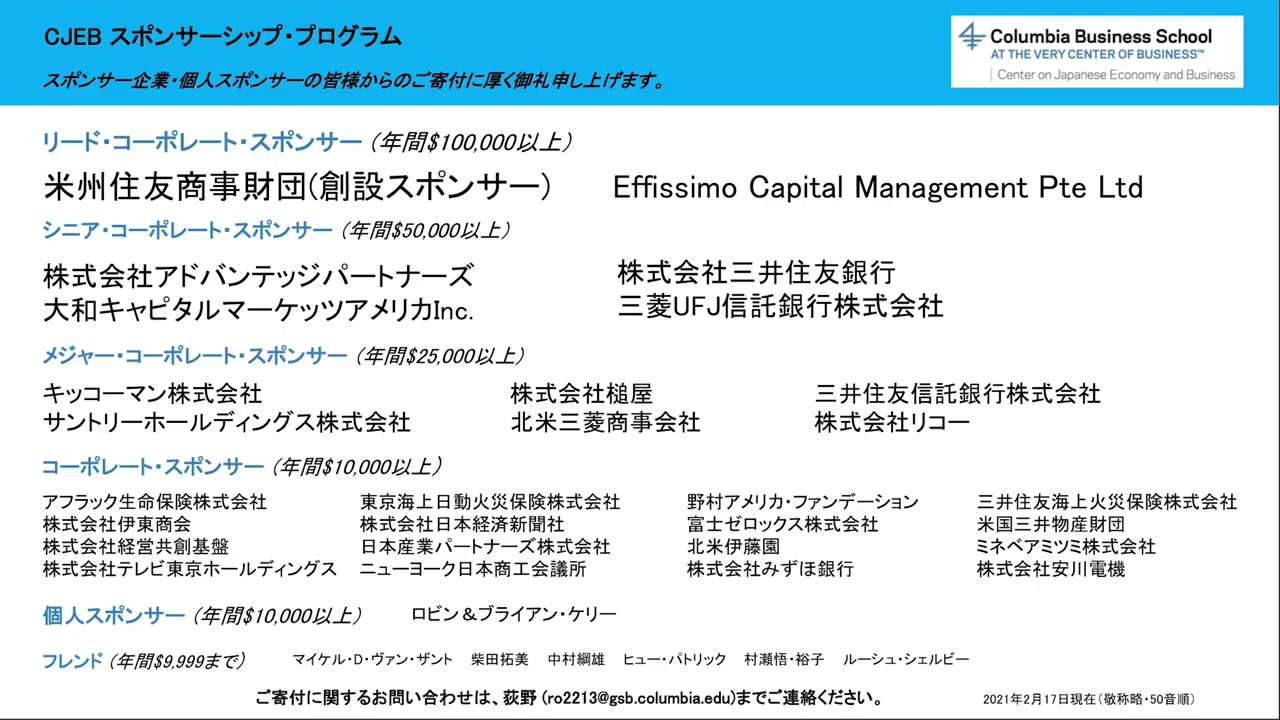 CJEB スポンサーシップ・プログラム
スポンサー企業・個人スポンサーの皆様からのご寄付に厚く御礼申し上げます。
Columbia Business School
AT THE VERY CENTER OF BUSINESS™
Center on Japanese Economy and Business
リード・コーポレート・スポンサー (年間$100,000以上)
米州住友商事財団(創設スポンサー) Effissimo Capital Management Pte Ltd
シニア・コーポレート・スポンサー (年間$50,000以上)
株式会社アドバンテッジパートナーズ 株式会社三井住友銀行
大和キャピタルマーケッツアメリカInc. 三菱UFJ信託銀行株式会社
メジャー・コーポレート・スポンサー (年間$25,000以上)
キッコーマン株式会社 株式会社槌屋 三井住友信託銀行株式会社
サントリーホールディングス株式会社 北米三菱商事会社 株式会社リコー
コーポレート・スポンサー (年間$10,000以上)
アフラック生命保険株式会社 東京海上日動火災保険株式会社 野村アメリカ・ファンデーション 三井住友海上火災保険株式会社
株式会社伊東商会 株式会社日本経済新聞社 富士ゼロックス株式会社 米国三井物産財団
株式会社経営共創基盤 日本産業パートナーズ株式会社 北米伊藤園 ミネベアミツミ株式会社
株式会社テレビ東京ホールディングス ニューヨーク日本商工会議所 株式会社みずほ銀行 株式会社安川電機
個人スポンサー (年間$10,000以上) ロビン&ブライアン・ケリー
フレンド (年間$9,999まで) マイケル・D・ヴァン・ザント 柴田拓美 中村綱雄 ヒュー・パトリック 村瀬悟・裕子 ルーシュ・シェルビー
ご寄付に関するお問い合わせは、荻野 (ro2213@gsb.columbia.edu)までご連絡ください。 2021年2月17日現在(敬称略・50音順)